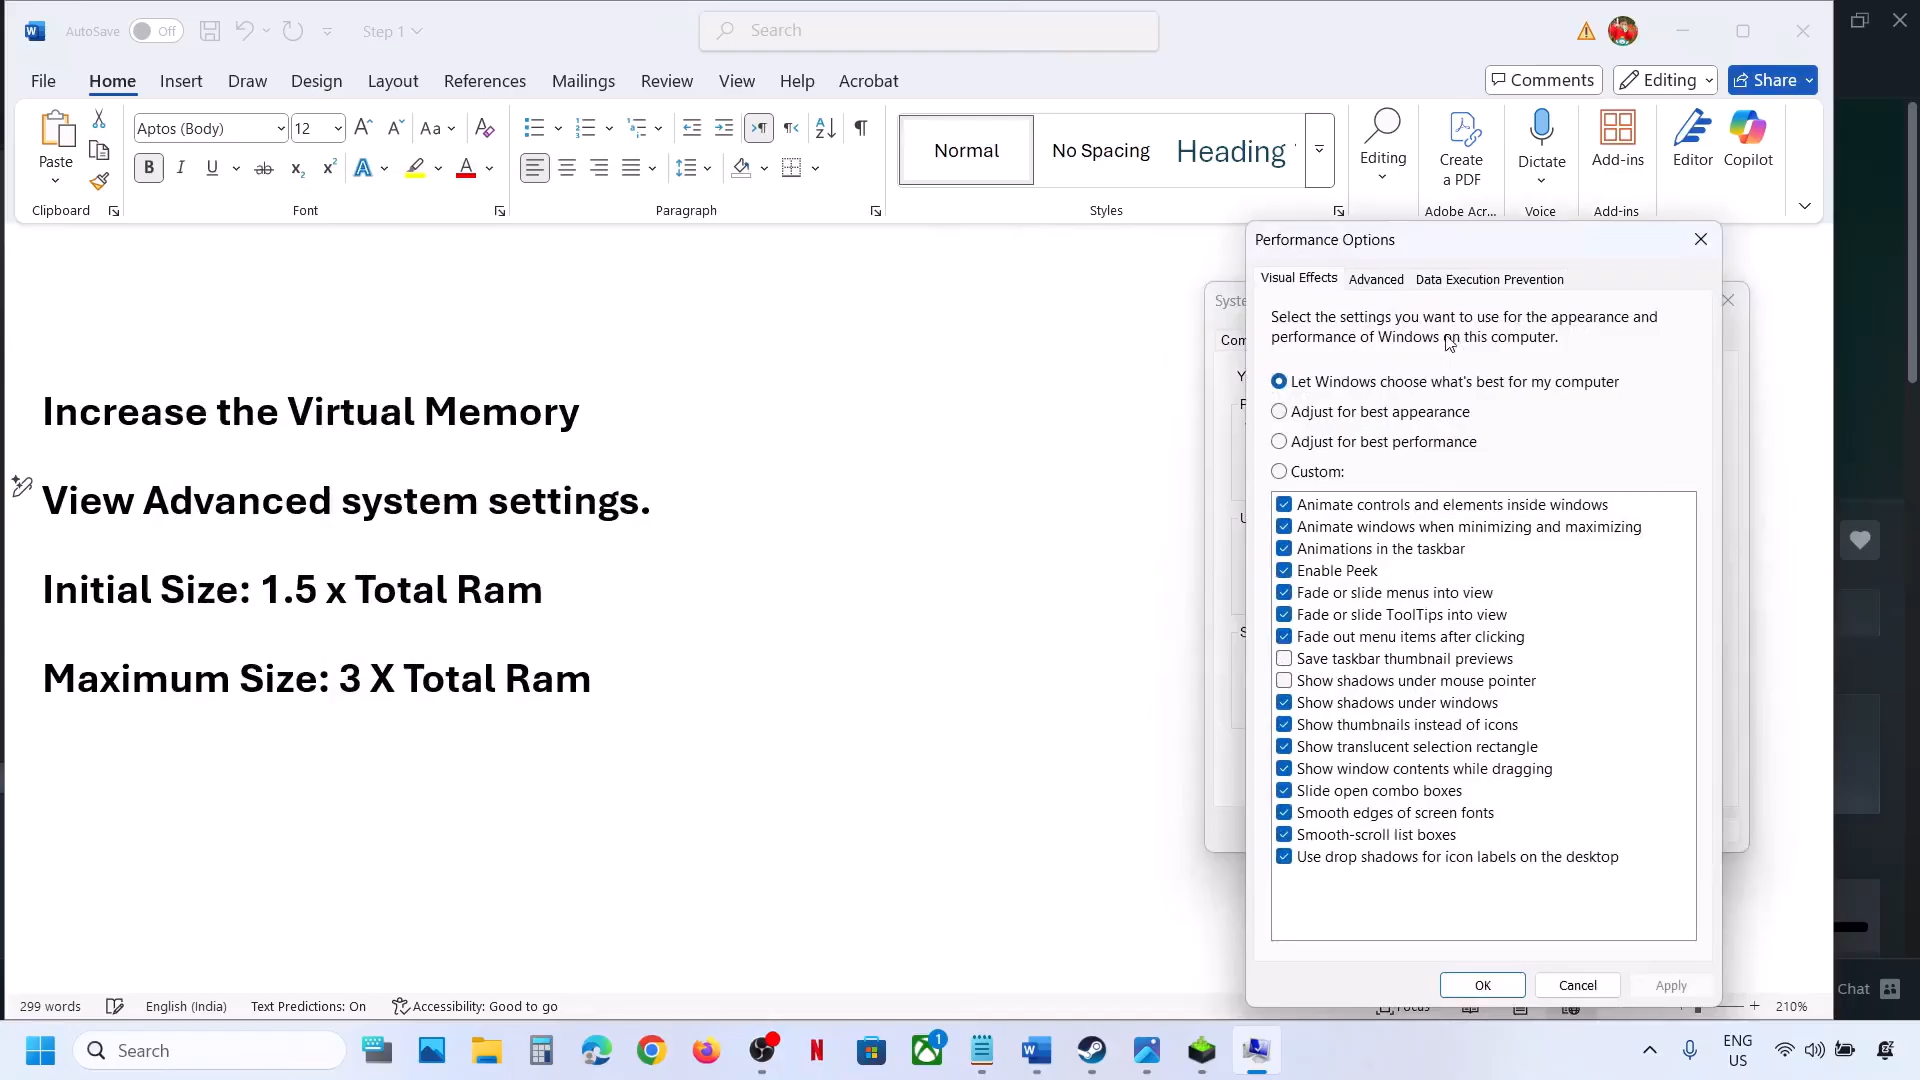 AutoSave Off Step 1 Search
File Home Insert Draw Design Layout References Mailings Review View Help Acrobat Comments Editing Share
Aptos (Body) 12
Paste
Normal No Spacing Heading
Editing Create a PDF Dictate Add-ins Editor Copilot
Clipboard Font Paragraph Styles Adobe Acr... Voice Add-ins
Increase the Virtual Memory
View Advanced system settings.
Initial Size: 1.5 x Total Ram
Maximum Size: 3 X Total Ram
Syste
Com
Performance Options
Visual Effects Advanced Data Execution Prevention
Select the settings you want to use for the appearance and
performance of Windows on this computer.
Let Windows choose what's best for my computer
Adjust for best appearance
Adjust for best performance
Custom:
Animate controls and elements inside windows
Animate windows when minimizing and maximizing
Animations in the taskbar
Enable Peek
Fade or slide menus into view
Fade or slide ToolTips into view
Fade out menu items after clicking
Save taskbar thumbnail previews
Show shadows under mouse pointer
Show shadows under windows
Show thumbnails instead of icons
Show translucent selection rectangle
Show window contents while dragging
Slide open combo boxes
Smooth edges of screen fonts
Smooth-scroll list boxes
Use drop shadows for icon labels on the desktop
OK Cancel Apply
Chat
299 words English (India) Text Predictions: On Accessibility: Good to go Focus 210%
Search
1
ENG
US